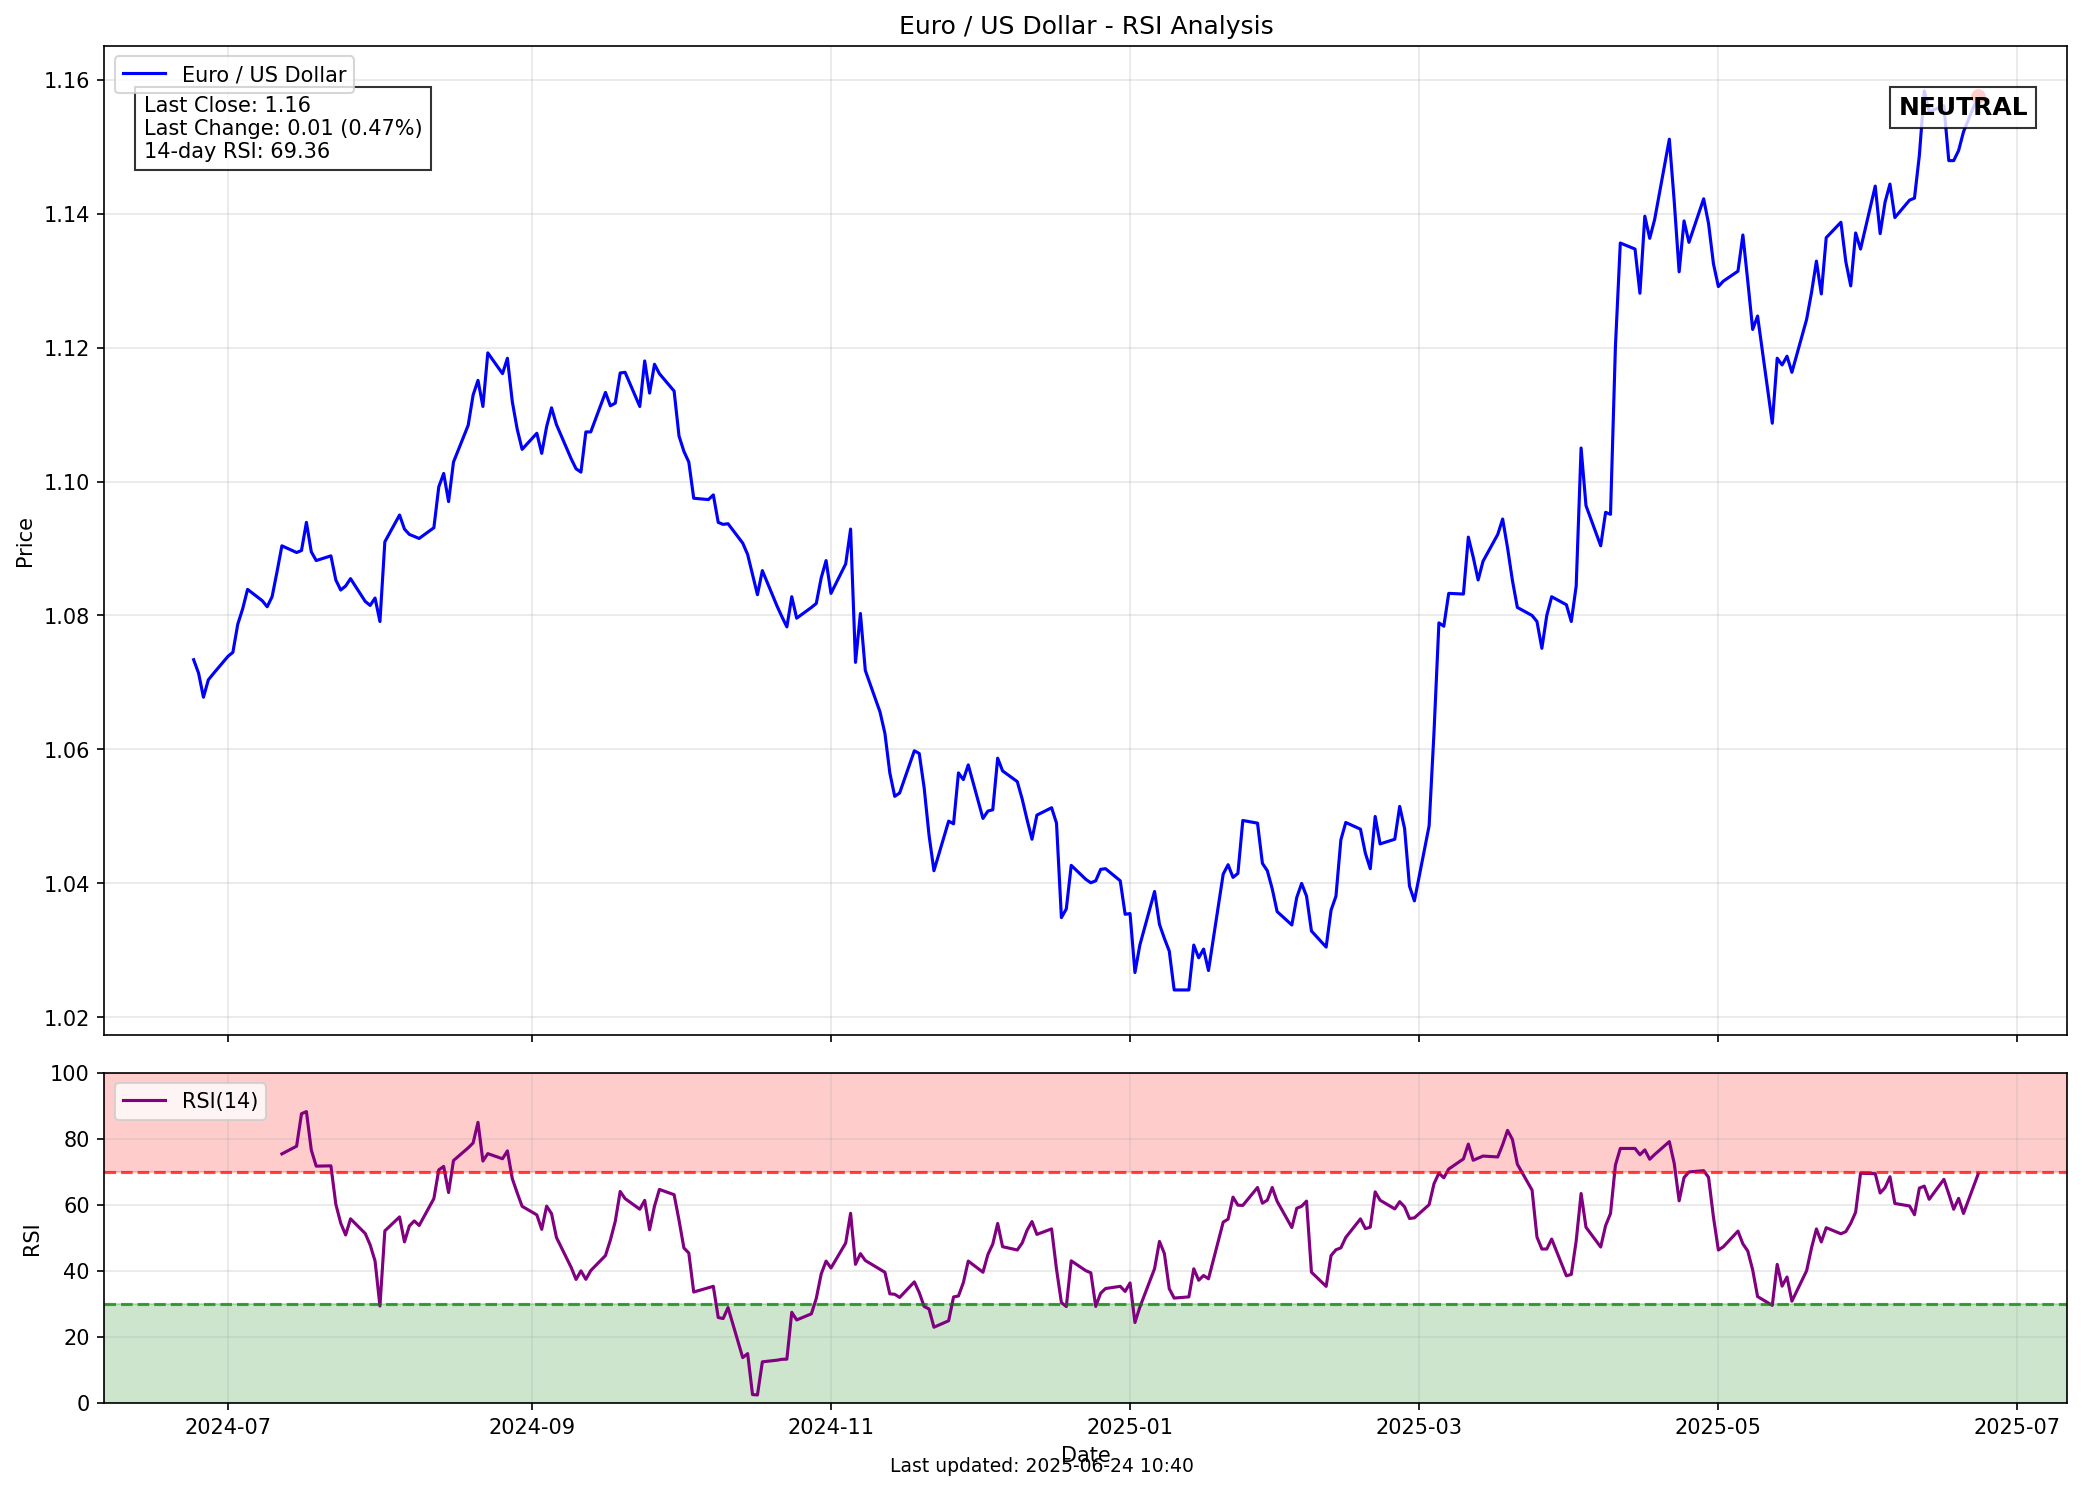 Euro / US Dollar - RSI Analysis
Euro / US Dollar
Last Close: 1.16
Last Change: 0.01 (0.47%)
14-day RSI: 69.36
NEUTRAL
Price
1.16
1.14
1.12
1.10
1.08
1.06
1.04
1.02
RSI(14)
RSI
100
80
60
40
20
0
2024-07 2024-09 2024-11 2025-01 2025-03 2025-05 2025-07
Date
Last updated: 2025-06-24 10:40